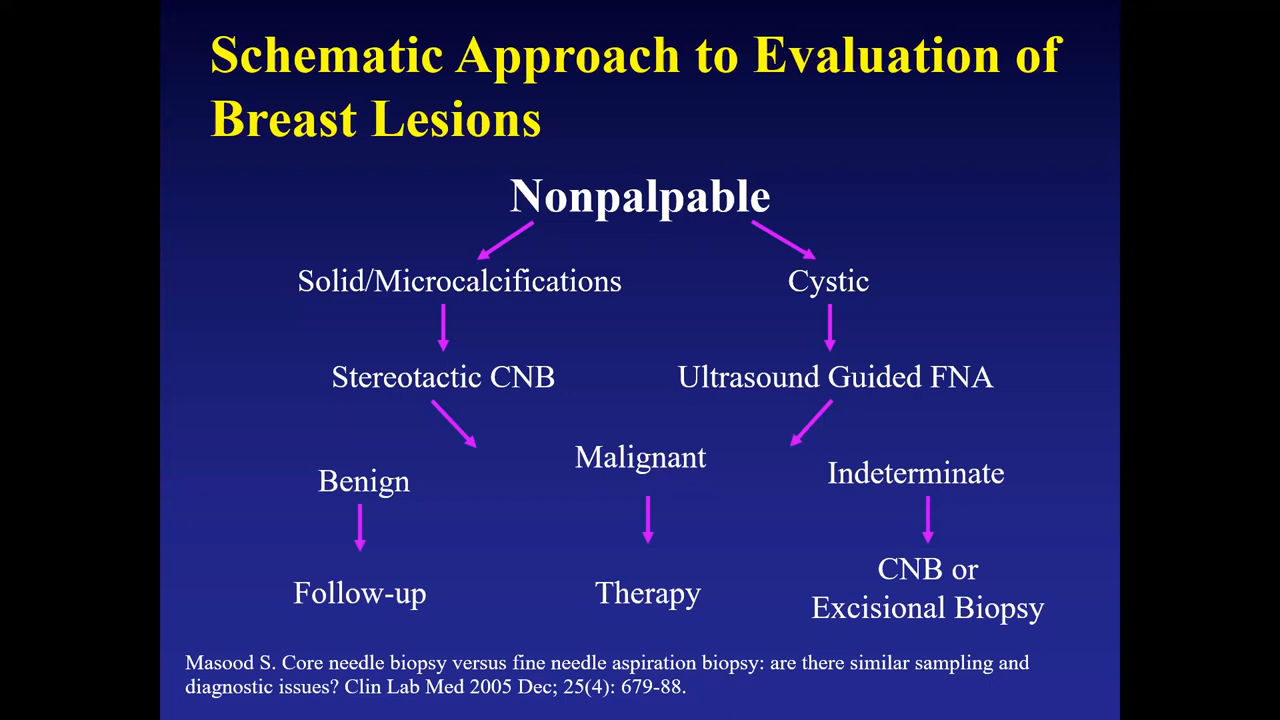 Schematic Approach to Evaluation of
Breast Lesions
Nonpalpable
Solid/Microcalcifications
Cystic
Stereotactic CNB
Ultrasound Guided FNA
Benign
Malignant
Indeterminate
Follow-up
Therapy
CNB or
Excisional Biopsy
Masood S. Core needle biopsy versus fine needle aspiration biopsy: are there similar sampling and
diagnostic issues? Clin Lab Med 2005 Dec; 25(4): 679-88.